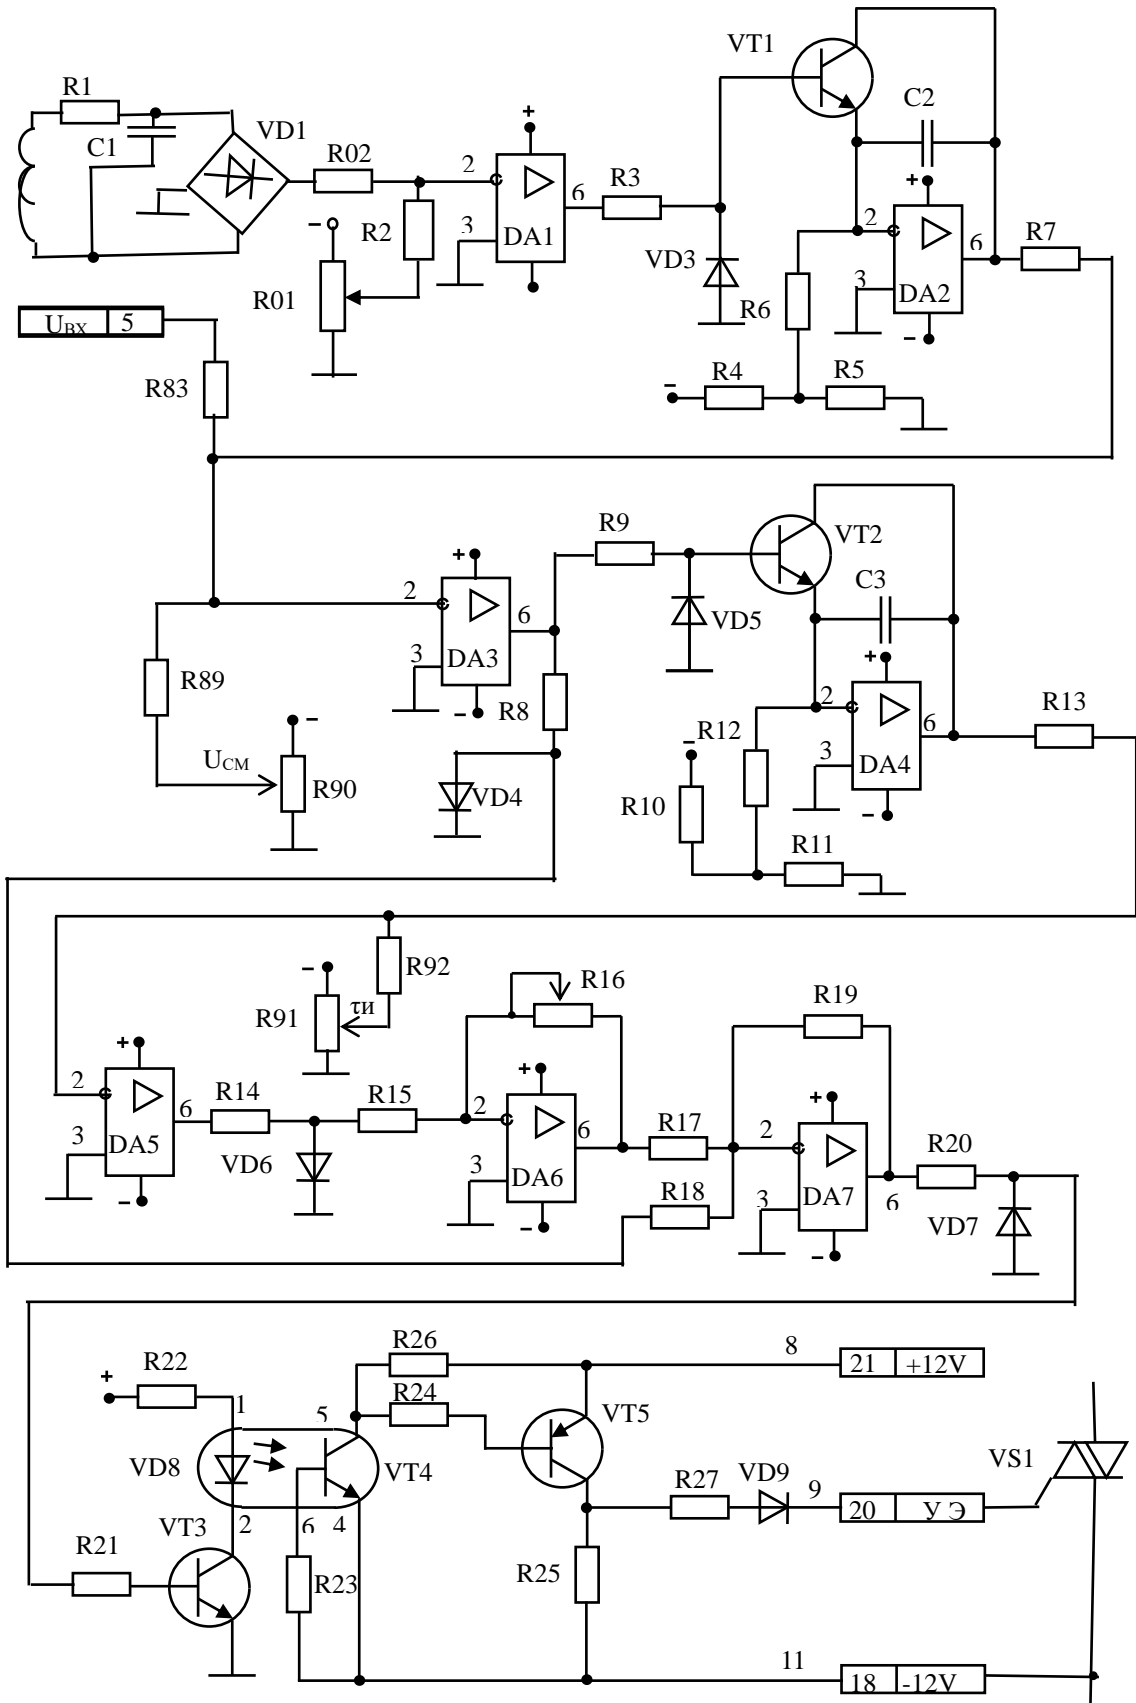 VT1
R1
C2
C1
VD1
+
R02
2
R3
6
+
–
R2
3
DA1
2
R7
6
VD3
R01
R6
3
DA2
UВХ 5
–
R4
R5
–
R83
R9
VT2
+
C3
2
6
VD5
+
3
DA3
R89
–
R8
2
R13
R12
6
–
UСМ
–
3
R90
VD4
DA4
R10
–
R11
R92
–
R16
R19
R91
τи
+
+
+
2
R14
R15
2
6
R17
2
R20
6
3
DA5
VD6
3
DA6
R18
3
DA7
6
VD7
–
–
–
R26
8
R22
21 +12V
+
R24
1
5
VT5
VS1
VD8
VT4
VD9
R27
9
20 У Э
2
6
4
VT3
R21
R23
R25
11
18 -12V